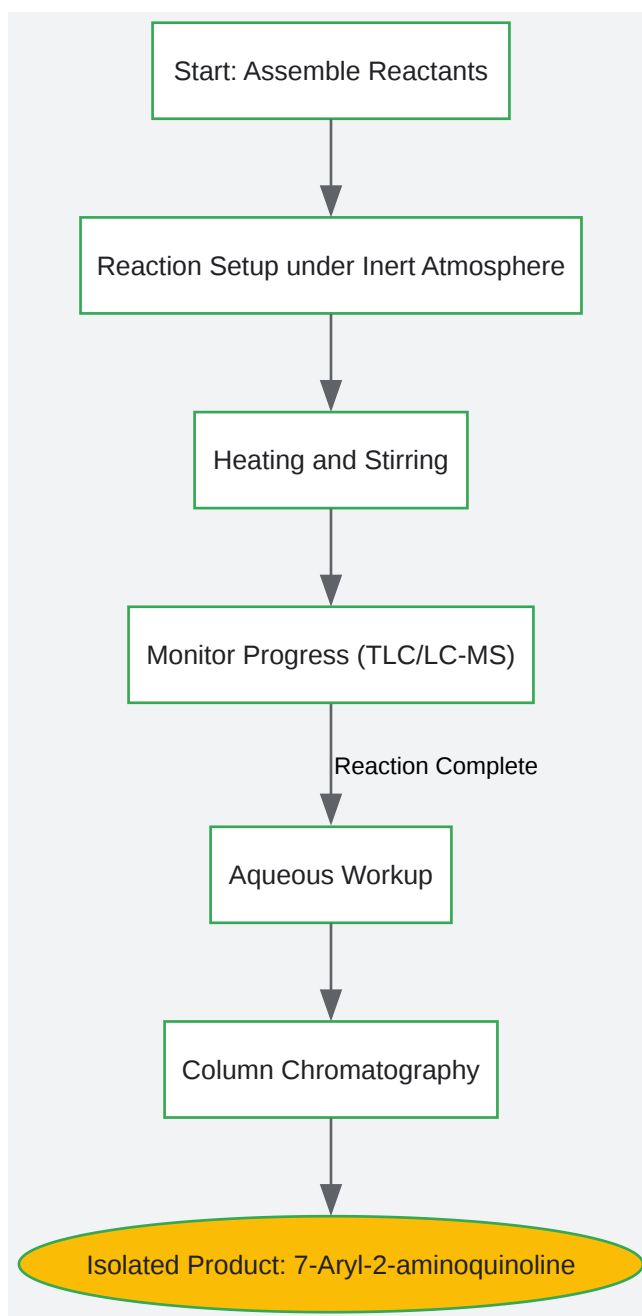 Start: Assemble Reactants
Reaction Setup under Inert Atmosphere
Heating and Stirring
Monitor Progress (TLC/LC-MS)
Reaction Complete
Aqueous Workup
Column Chromatography
Isolated Product: 7-Aryl-2-aminoquinoline